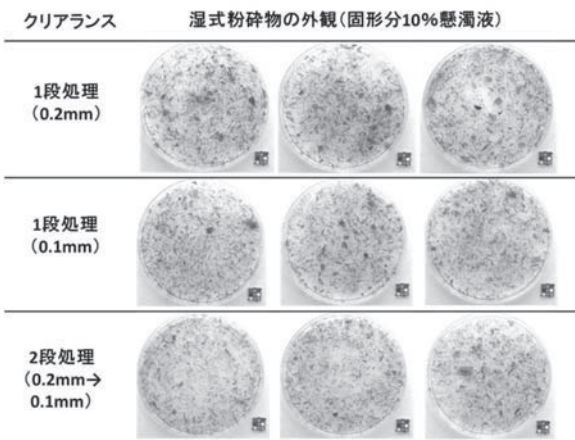 クリアランス
湿式粉砕物の外観(固形分10%懸濁液)
1段処理
(0.2mm)
1段処理
(0.1mm)
2段処理
(0.2mm→
0.1mm)